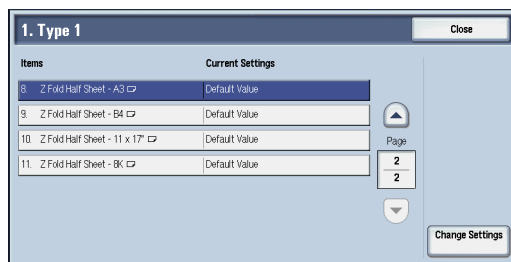 1. Type 1
Close
Items Current Settings
8. Z Fold Half Sheet - A3 Default Value
9. Z Fold Half Sheet - B4 Default Value
10. Z Fold Half Sheet - 11 x 17" Default Value
11. Z Fold Half Sheet - 8K Default Value
Page
2
2
Change Settings